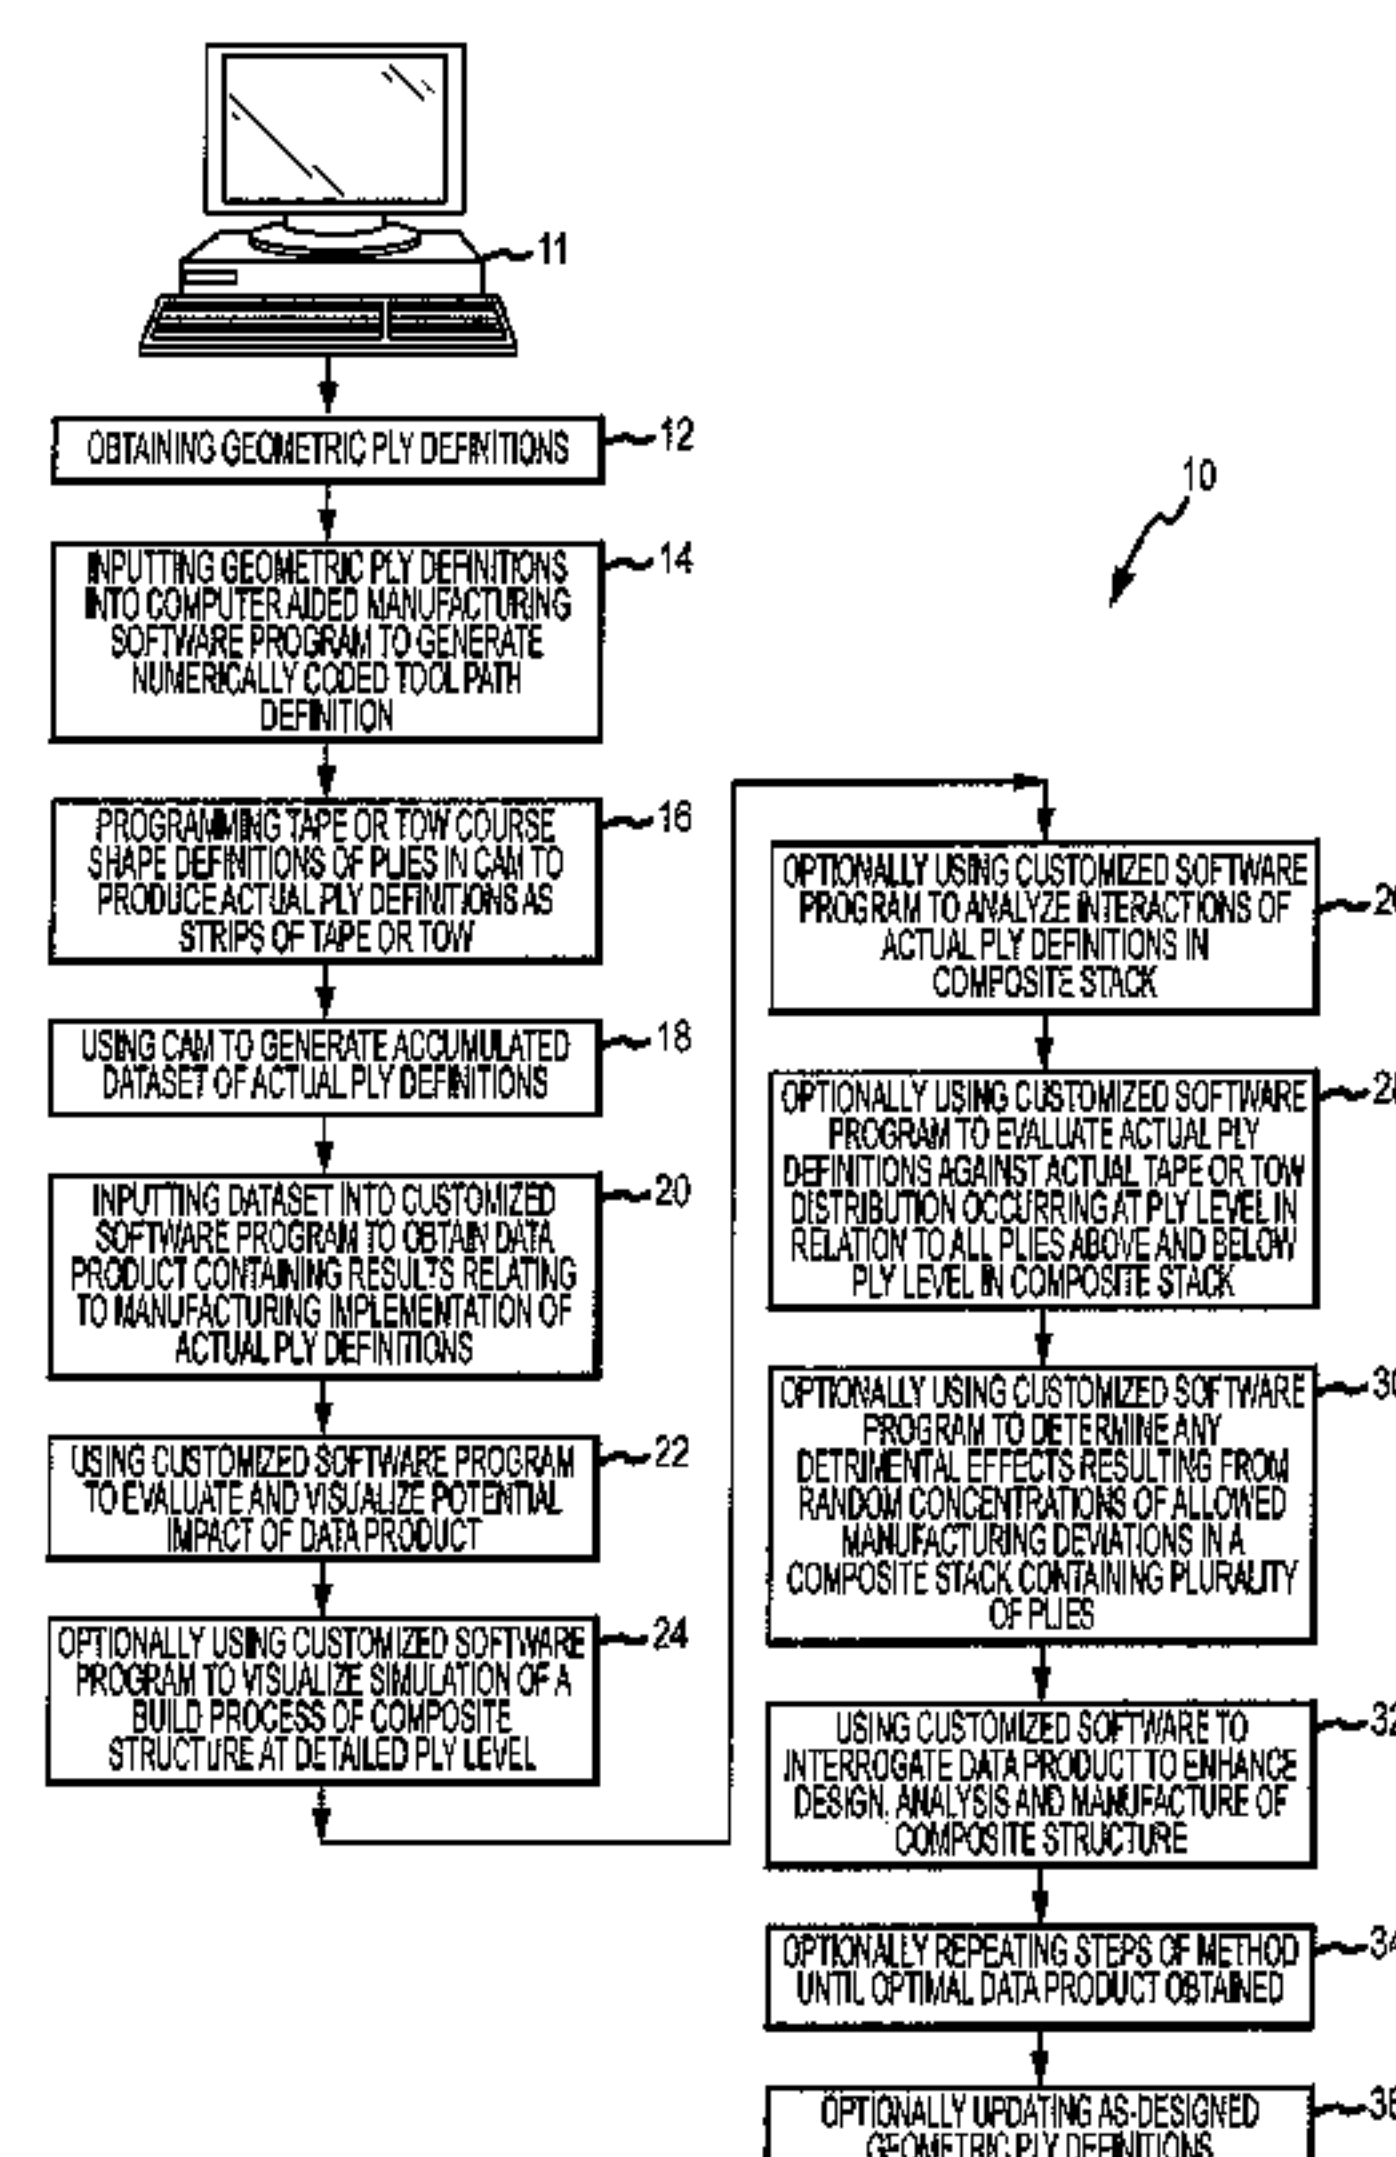 11
OBTAINING GEOMETRIC PLY DEFINITIONS
12
INPUTTING GEOMETRIC PLY DEFINITIONS
INTO COMPUTER AIDED MANUFACTURING
SOFTWARE PROGRAM TO GENERATE
NUMERICALLY CODED TOOL PATH
DEFINITION
14
PROGRAMMING TAPE OR TOW COURSE
SHAPE DEFINITIONS OF PLIES IN CAM TO
PRODUCE ACTUAL PLY DEFINITIONS AS
STRIPS OF TAPE OR TOW
16
USING CAM TO GENERATE ACCUMULATED
DATASET OF ACTUAL PLY DEFINITIONS
18
INPUTTING DATASET INTO CUSTOMIZED
SOFTWARE PROGRAM TO OBTAIN DATA
PRODUCT CONTAINING RESULTS RELATING
TO MANUFACTURING IMPLEMENTATION OF
ACTUAL PLY DEFINITIONS
20
USING CUSTOMIZED SOFTWARE PROGRAM
TO EVALUATE AND VISUALIZE POTENTIAL
IMPACT OF DATA PRODUCT
22
OPTIONALLY USING CUSTOMIZED SOFTWARE
PROGRAM TO VISUALIZE SIMULATION OF A
BUILD PROCESS OF COMPOSITE
STRUCTURE AT DETAILED PLY LEVEL
24
10
OPTIONALLY USING CUSTOMIZED SOFTWARE
PROGRAM TO ANALYZE INTERACTIONS OF
ACTUAL PLY DEFINITIONS IN
COMPOSITE STACK
OPTIONALLY USING CUSTOMIZED SOFTWARE
PROGRAM TO EVALUATE ACTUAL PLY
DEFINITIONS AGAINST ACTUAL TAPE OR TOW
DISTRIBUTION OCCURRING AT PLY LEVEL IN
RELATION TO ALL PLIES ABOVE AND BELOW
PLY LEVEL IN COMPOSITE STACK
OPTIONALLY USING CUSTOMIZED SOFTWARE
PROGRAM TO DETERMINE ANY
DETRIMENTAL EFFECTS RESULTING FROM
RANDOM CONCENTRATIONS OF ALLOWED
MANUFACTURING DEVIATIONS IN A
COMPOSITE STACK CONTAINING PLURALITY
OF PLIES
30
USING CUSTOMIZED SOFTWARE TO
INTERROGATE DATA PRODUCT TO ENHANCE
DESIGN, ANALYSIS AND MANUFACTURE OF
COMPOSITE STRUCTURE
32
OPTIONALLY REPEATING STEPS OF METHOD
UNTIL OPTIMAL DATA PRODUCT OBTAINED
34
OPTIONALLY UPDATING AS-DESIGNED
GEOMETRIC PLY DEFINITIONS